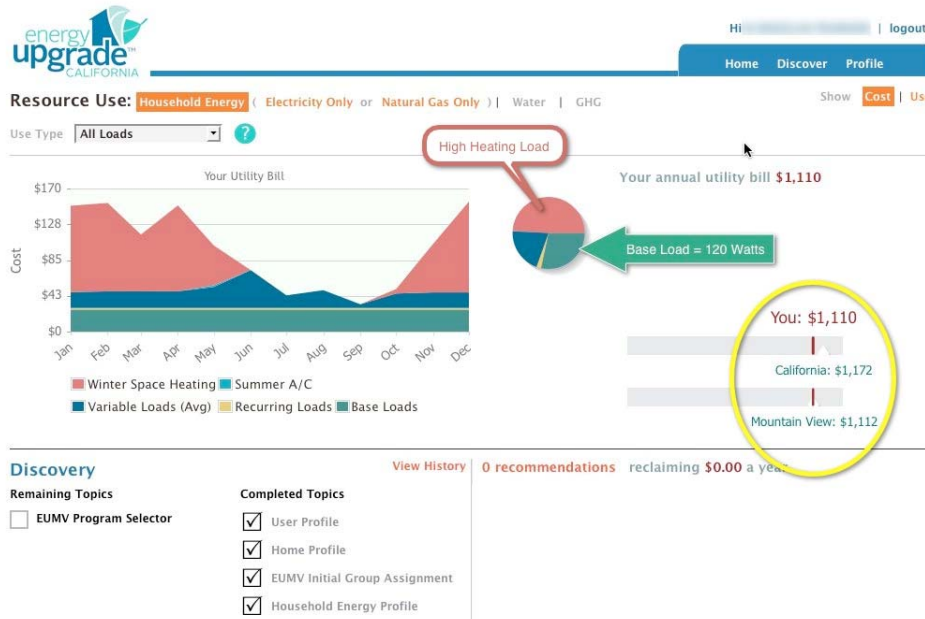 energy
upgrade™
CALIFORNIA
Hi | logout
Home Discover Profile
Resource Use: Household Energy ( Electricity Only or Natural Gas Only ) | Water | GHG
Show Cost | Us
Use Type All Loads ?
High Heating Load
Your Utility Bill
Your annual utility bill $1,110
$170
$128
$85
$43
$0
Cost
Base Load = 120 Watts
Jan Feb Mar Apr May Jun Jul Aug Sep Oct Nov Dec
You: $1,110
California: $1,172
Mountain View: $1,112
Winter Space Heating Summer A/C
Variable Loads (Avg) Recurring Loads Base Loads
Discovery View History 0 recommendations reclaiming $0.00 a year
Remaining Topics Completed Topics
EUMV Program Selector User Profile
Home Profile
EUMV Initial Group Assignment
Household Energy Profile